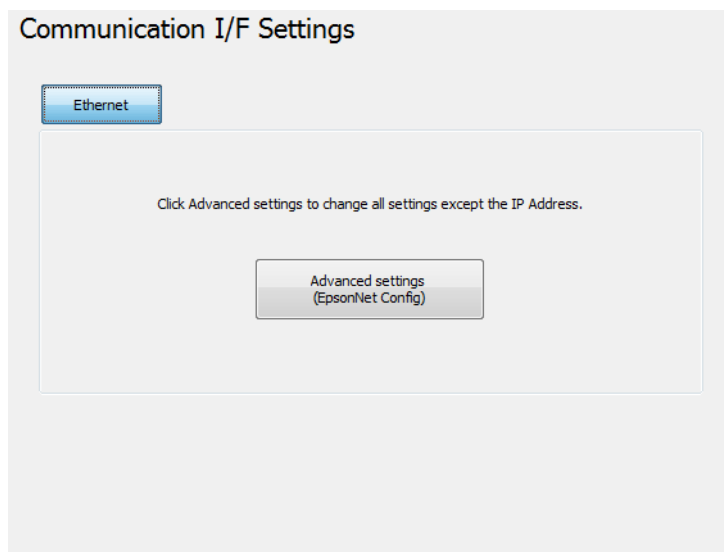 Communication I/F Settings
Ethernet
Click Advanced settings to change all settings except the IP Address.
Advanced settings
(EpsonNet Config)